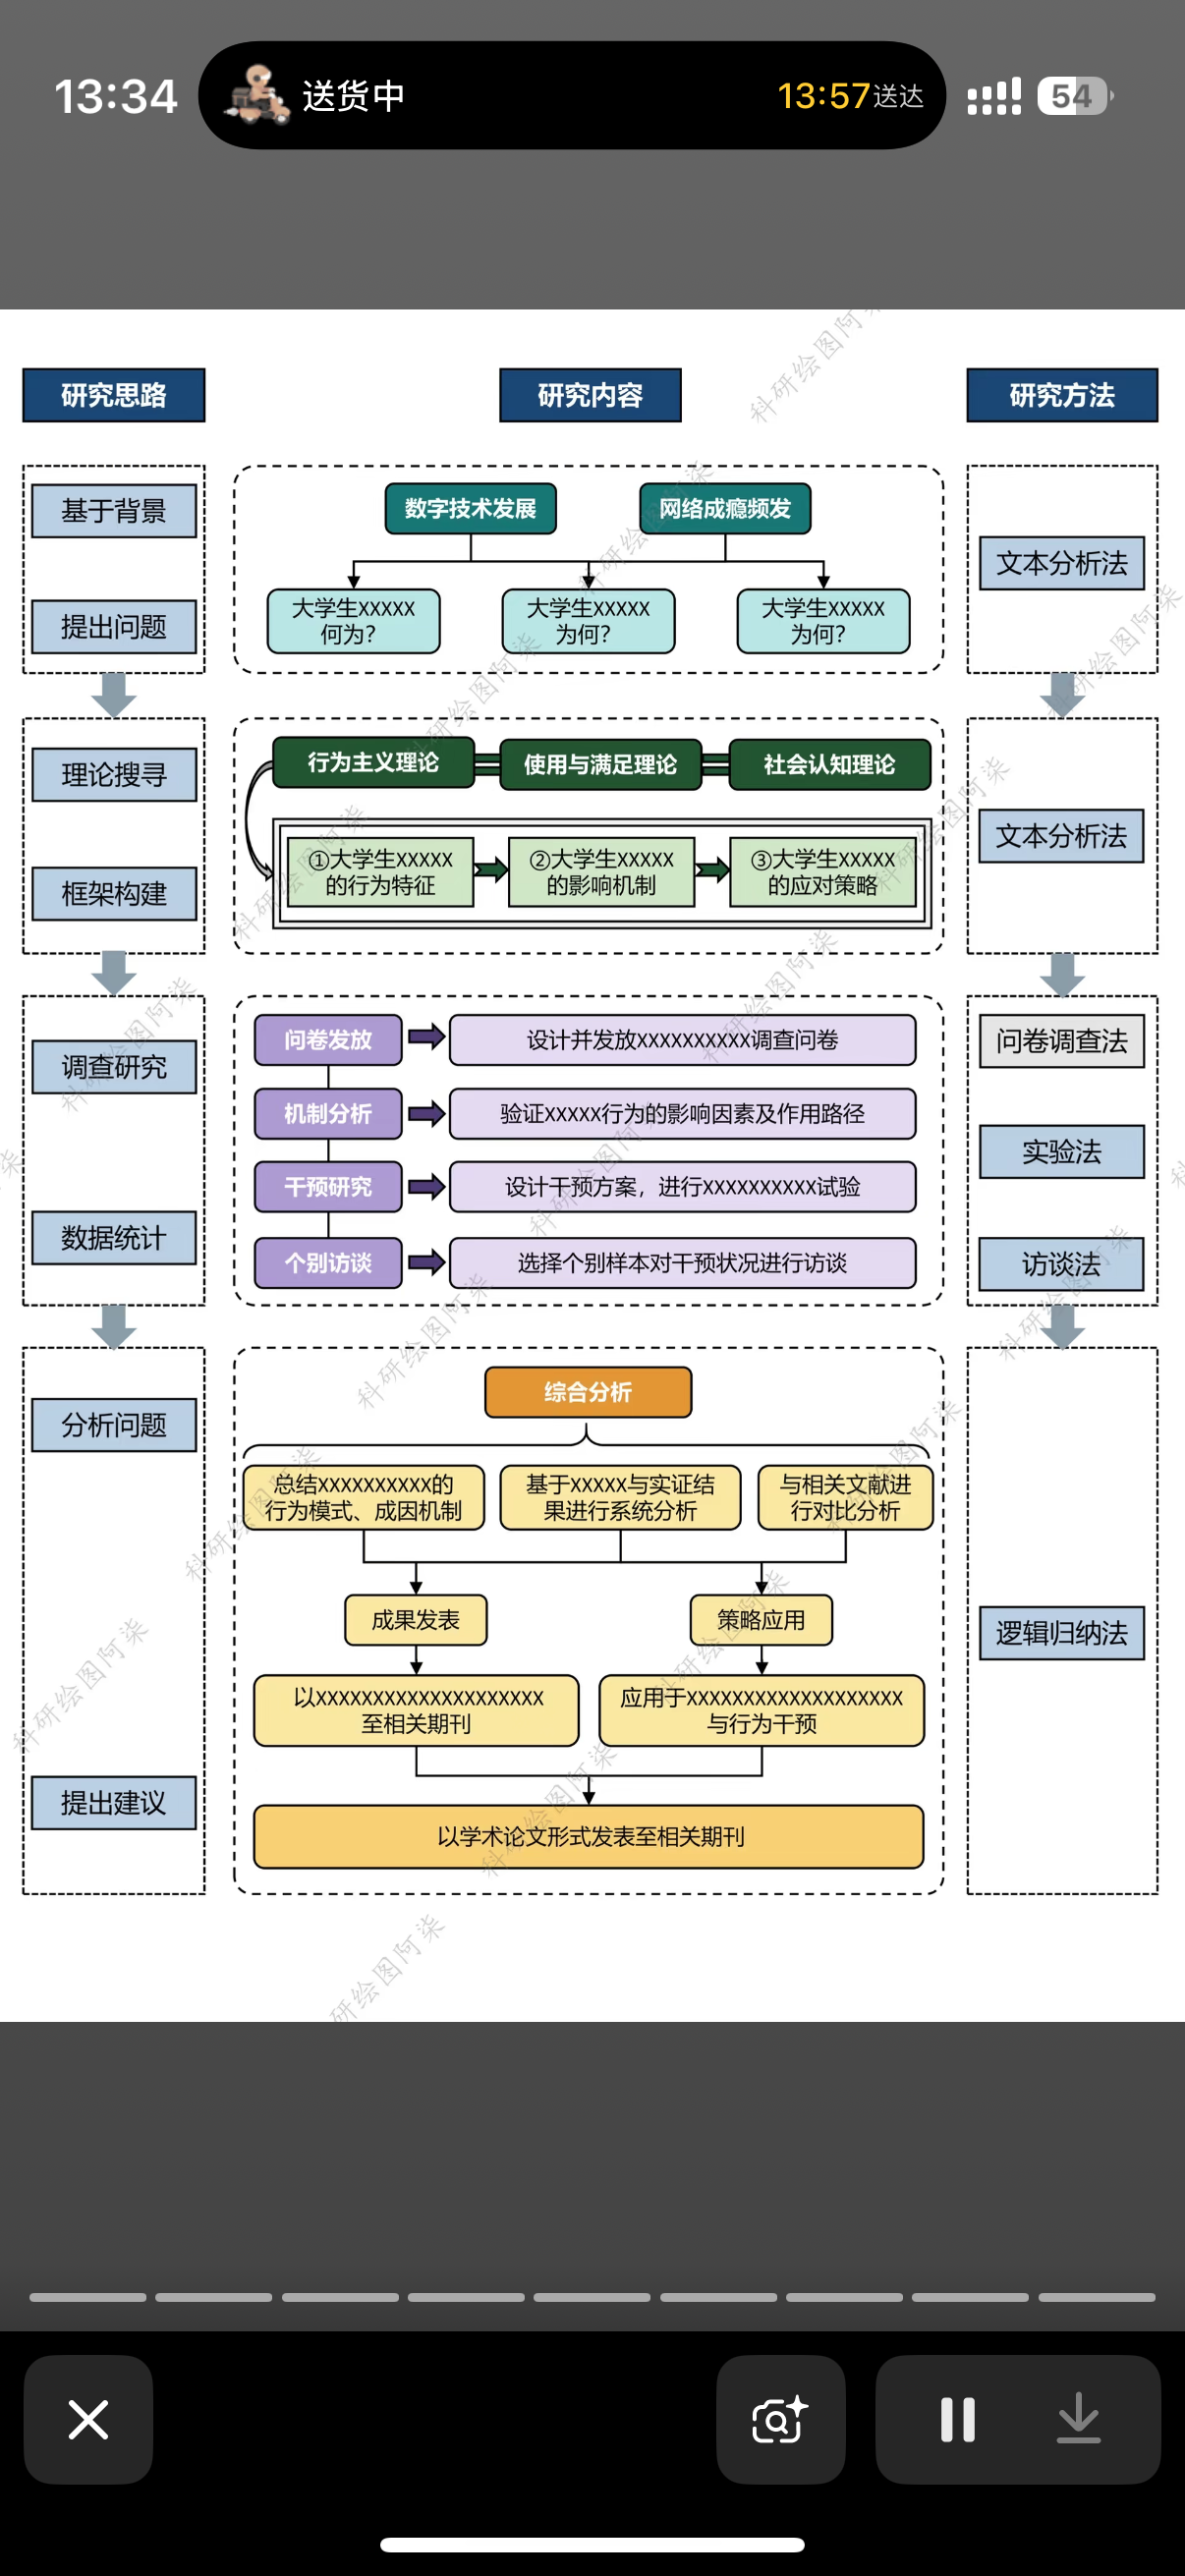 13:34
送货中
13:57送达
54
研究思路
研究内容
研究方法
基于背景
提出问题
数字技术发展
网络成瘾频发
大学生XXXXX
何为?
大学生XXXXX
为何?
大学生XXXXX
为何?
文本分析法
理论搜寻
框架构建
行为主义理论
使用与满足理论
社会认知理论
①大学生XXXXX
的行为特征
②大学生XXXXX
的影响机制
③大学生XXXXX
的应对策略
文本分析法
调查研究
数据统计
问卷发放
设计并发放XXXXXXXXXX调查问卷
机制分析
验证XXXXX行为的影响因素及作用路径
干预研究
设计干预方案，进行XXXXXXXXXX试验
个别访谈
选择个别样本对干预状况进行访谈
问卷调查法
实验法
访谈法
分析问题
提出建议
综合分析
总结XXXXXXXXXX的
行为模式、成因机制
基于XXXXX与实证结
果进行系统分析
与相关文献进
行对比分析
成果发表
策略应用
以XXXXXXXXXXXXXXXXXXXX
至相关期刊
应用于XXXXXXXXXXXXXXXXXXX
与行为干预
以学术论文形式发表至相关期刊
逻辑归纳法
科研绘图阿柒